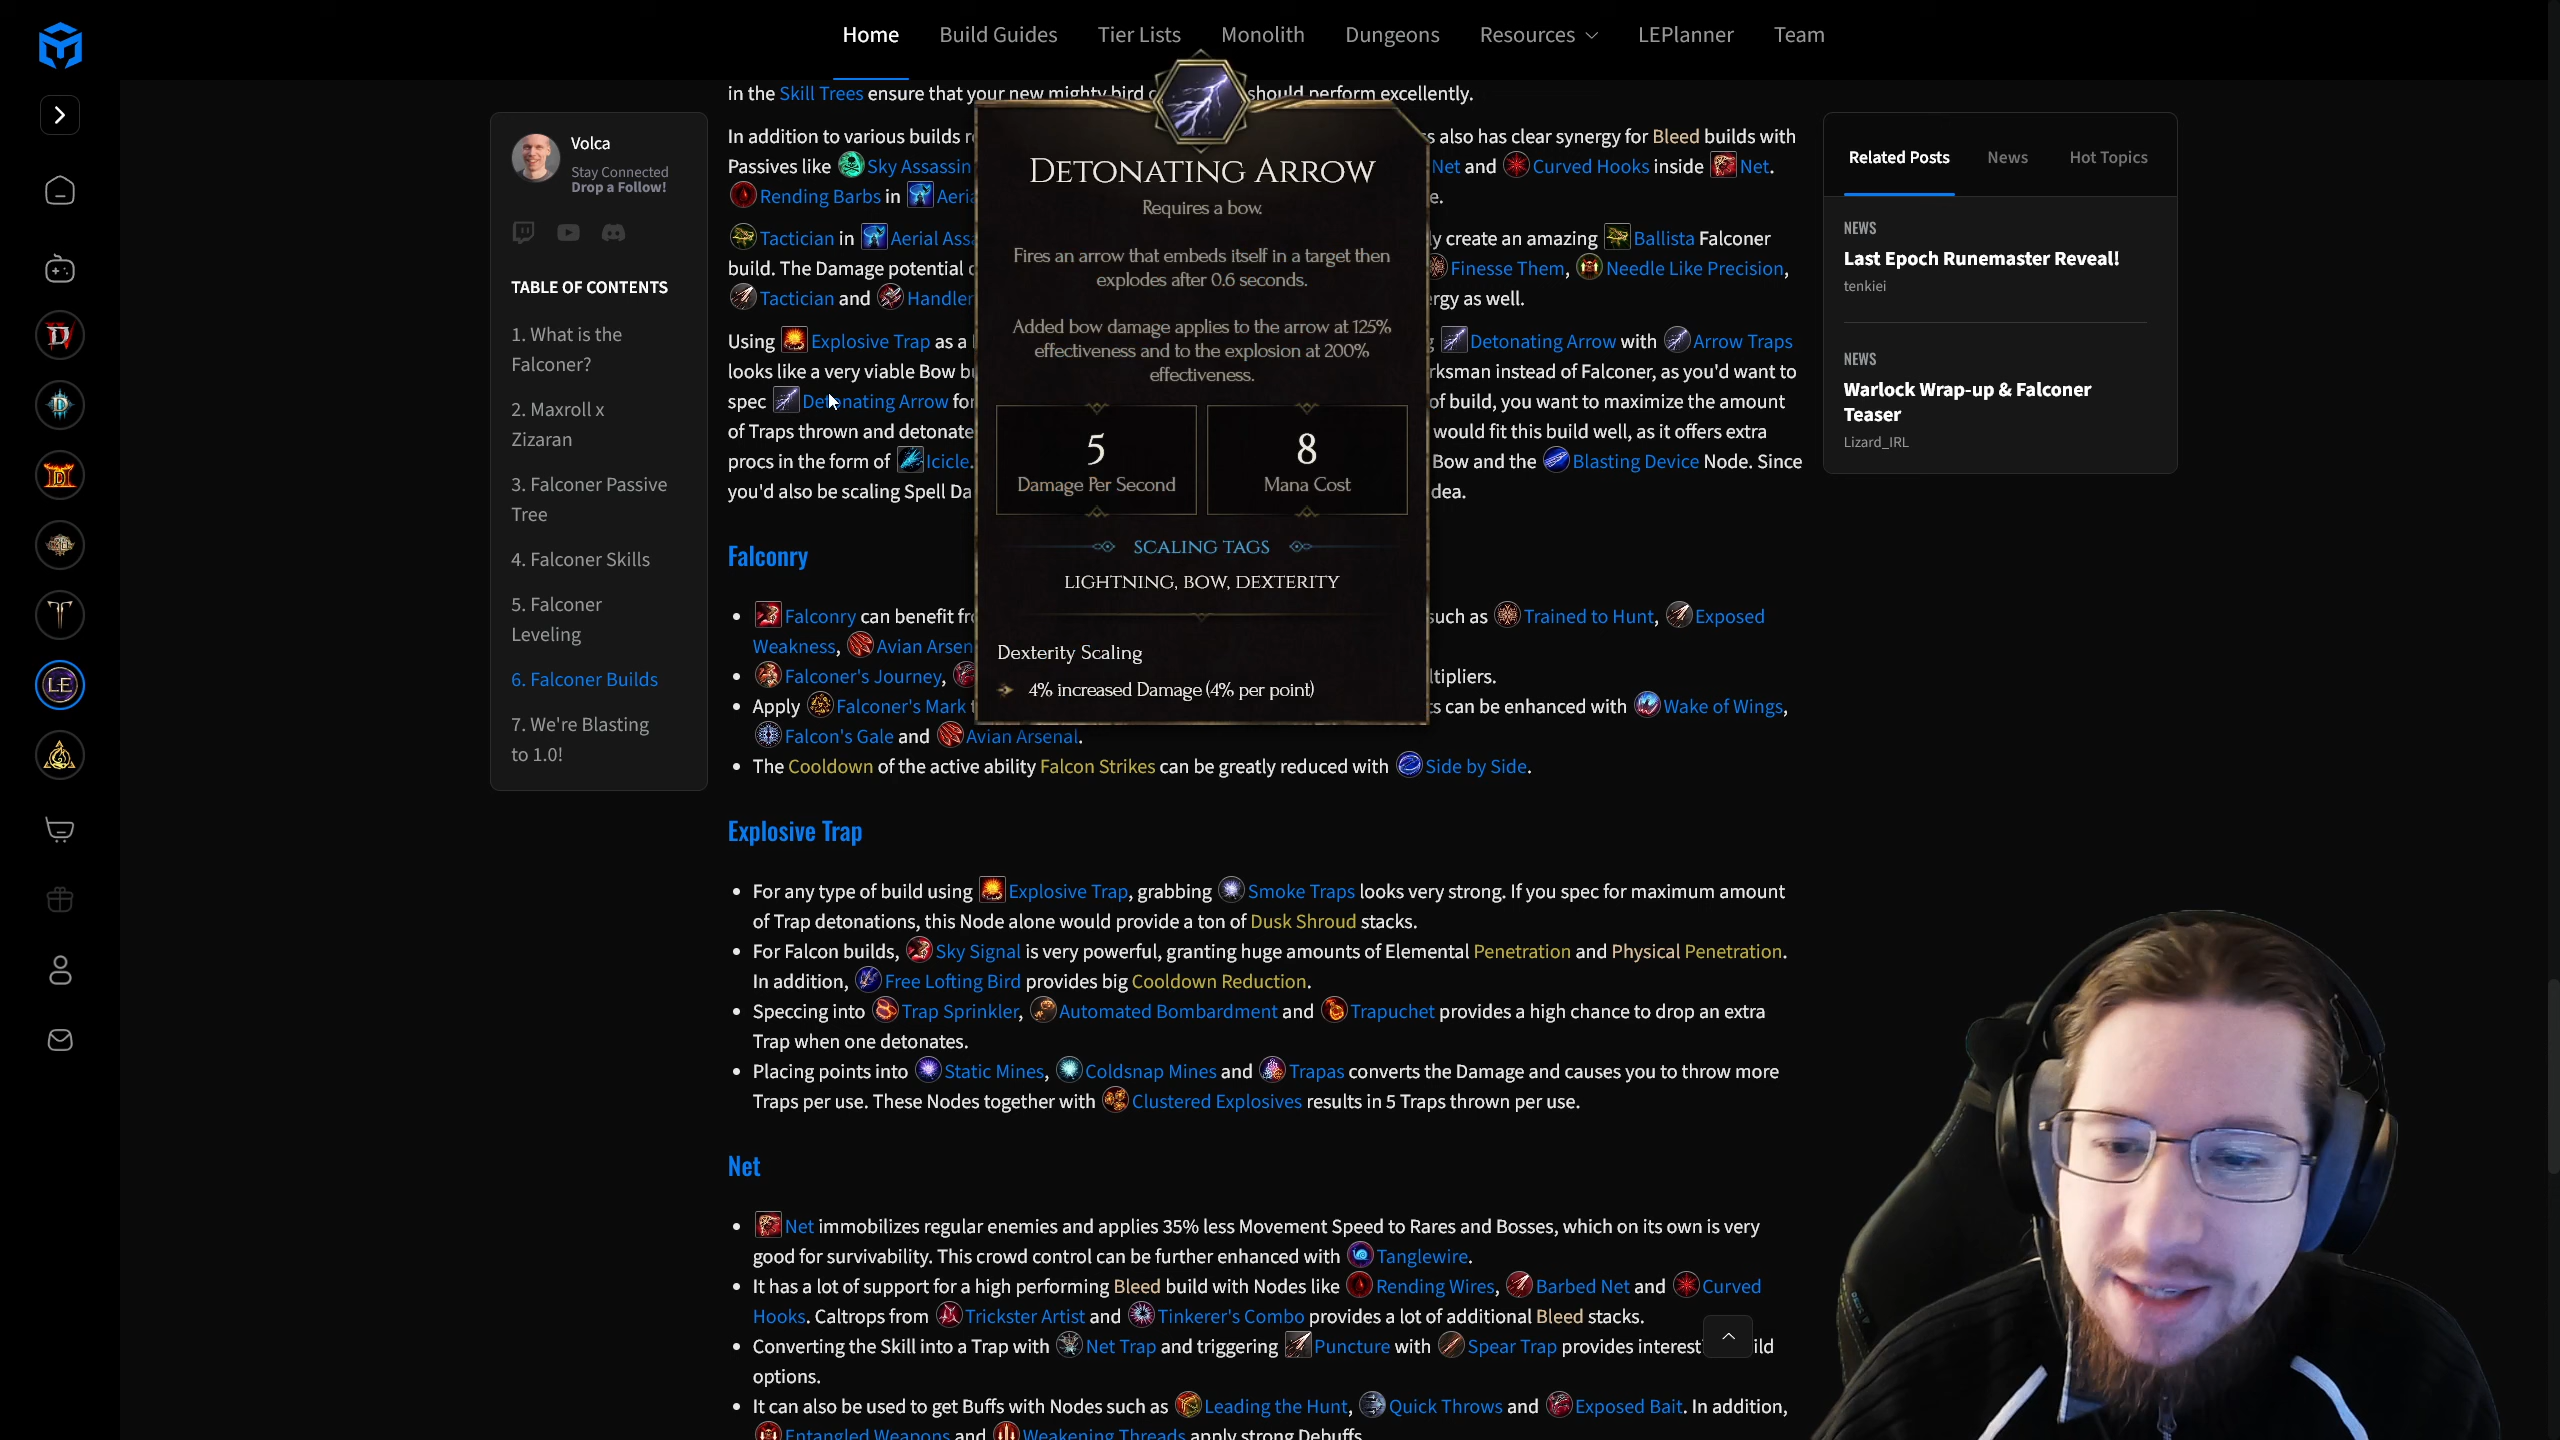 Home
Build Guides
Tier Lists
Monolith
Dungeons
Resources
LEPlanner
Team
Volca
Stay Connected
Drop a Follow!
TABLE OF CONTENTS
1. What is the
Falconer?
2. Maxroll x
Zizaran
3. Falconer Passive
Tree
4. Falconer Skills
5. Falconer
Leveling
6. Falconer Builds
7. We're Blasting
to 1.0!
LE
in the Skill Trees ensure that your new mighty bird should perform excellently.
In addition to various builds also has clear synergy for Bleed builds with
Passives like Sky Assassin Net and Curved Hooks inside Net.
Rending Barbs in
Tactician in create an amazing Ballista Falconer
build. The Damage potential Finesse Them, Needle Like Precision,
Tactician and as well.
Using Explosive Trap as a Detonating Arrow with Arrow Traps
looks like a very viable Bow instead of Falconer, as you'd want to
spec Detonating Arrow of build, you want to maximize the amount
of Traps thrown and would fit this build well, as it offers extra
procs in the form of Icicle. Bow and the Blasting Device Node. Since
you'd also be scaling Spell
DETONATING ARROW
Requires a bow.
Fires an arrow that embeds itself in a target then
explodes after 0.6 seconds.
Added bow damage applies to the arrow at 125%
effectiveness and to the explosion at 200%
effectiveness.
5
Damage Per Second
8
Mana Cost
SCALING TAGS
LIGHTNING, BOW, DEXTERITY
Dexterity Scaling
4% increased Damage (4% per point)
Falconry
Falconry can benefit such as Trained to Hunt, Exposed
Weakness, Avian
Falconer's Journey,
Apply Falconer's Mark can be enhanced with Wake of Wings,
Falcon's Gale and Avian Arsenal.
The Cooldown of the active ability Falcon Strikes can be greatly reduced with Side by Side.
Explosive Trap
For any type of build using Explosive Trap, grabbing Smoke Traps looks very strong. If you spec for maximum amount
of Trap detonations, this Node alone would provide a ton of Dusk Shroud stacks.
For Falcon builds, Sky Signal is very powerful, granting huge amounts of Elemental Penetration and Physical Penetration.
In addition, Free Lofting Bird provides big Cooldown Reduction.
Speccing into Trap Sprinkler, Automated Bombardment and Trapuchet provides a high chance to drop an extra
Trap when one detonates.
Placing points into Static Mines, Coldsnap Mines and Trapas converts the Damage and causes you to throw more
Traps per use. These Nodes together with Clustered Explosives results in 5 Traps thrown per use.
Net
Net immobilizes regular enemies and applies 35% less Movement Speed to Rares and Bosses, which on its own is very
good for survivability. This crowd control can be further enhanced with Tanglewire.
It has a lot of support for a high performing Bleed build with Nodes like Rending Wires, Barbed Net and Curved
Hooks. Caltrops from Trickster Artist and Tinkerer's Combo provides a lot of additional Bleed stacks.
Converting the Skill into a Trap with Net Trap and triggering Puncture with Spear Trap provides
options.
It can also be used to get Buffs with Nodes such as Leading the Hunt, Quick Throws and Exposed Bait. In addition,
Entangled Weapons and Weakening Threads apply strong Debuffs
Related Posts
News
Hot Topics
NEWS
Last Epoch Runemaster Reveal!
tenkiei
NEWS
Warlock Wrap-up & Falconer
Teaser
Lizard_IRL